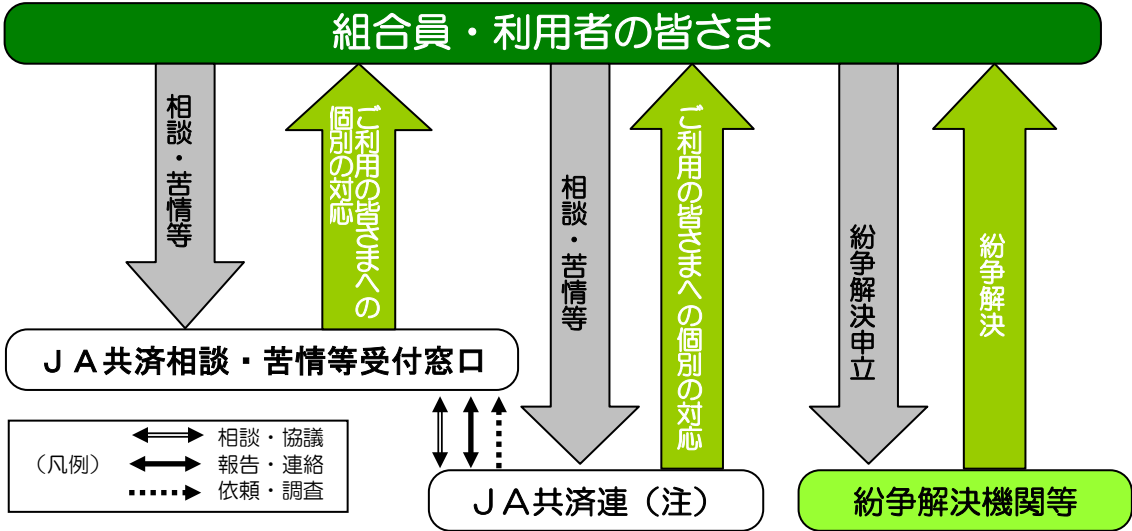 組合員・利用者の皆さま
相談・苦情等
ご利用の皆さまへの
個別の対応
相談・苦情等
ご利用の皆さまへの個別の対応
紛争解決申立
紛争解決
ＪＡ共済相談・苦情等受付窓口
（凡例）
相談・協議
報告・連絡
依頼・調査
ＪＡ共済連（注）
紛争解決機関等